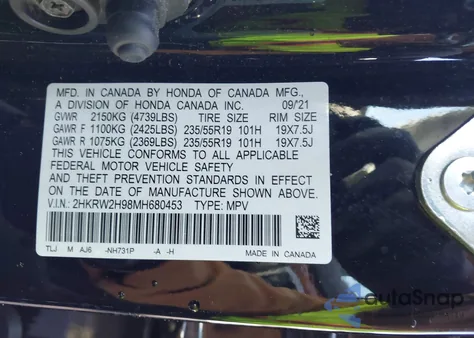 MFD. IN CANADA BY HONDA OF CANADA MFG.,
A DIVISION OF HONDA CANADA INC. 09/'21
GVWR 2150KG (4739LBS) TIRE SIZE RIM SIZE
GAWR F 1100KG (2425LBS) 235/55R19 101H 19X7.5J
GAWR R 1075KG (2369LBS) 235/55R19 101H 19X7.5J
THIS VEHICLE CONFORMS TO ALL APPLICABLE
FEDERAL MOTOR VEHICLE SAFETY
AND THEFT PREVENTION STANDARDS IN EFFECT
ON THE DATE OF MANUFACTURE SHOWN ABOVE.
V.I.N.: 2HKRW2H98MH680453 TYPE: MPV
TLJ M AJ6 -NH731P -A -H MADE IN CANADA
autoSnap